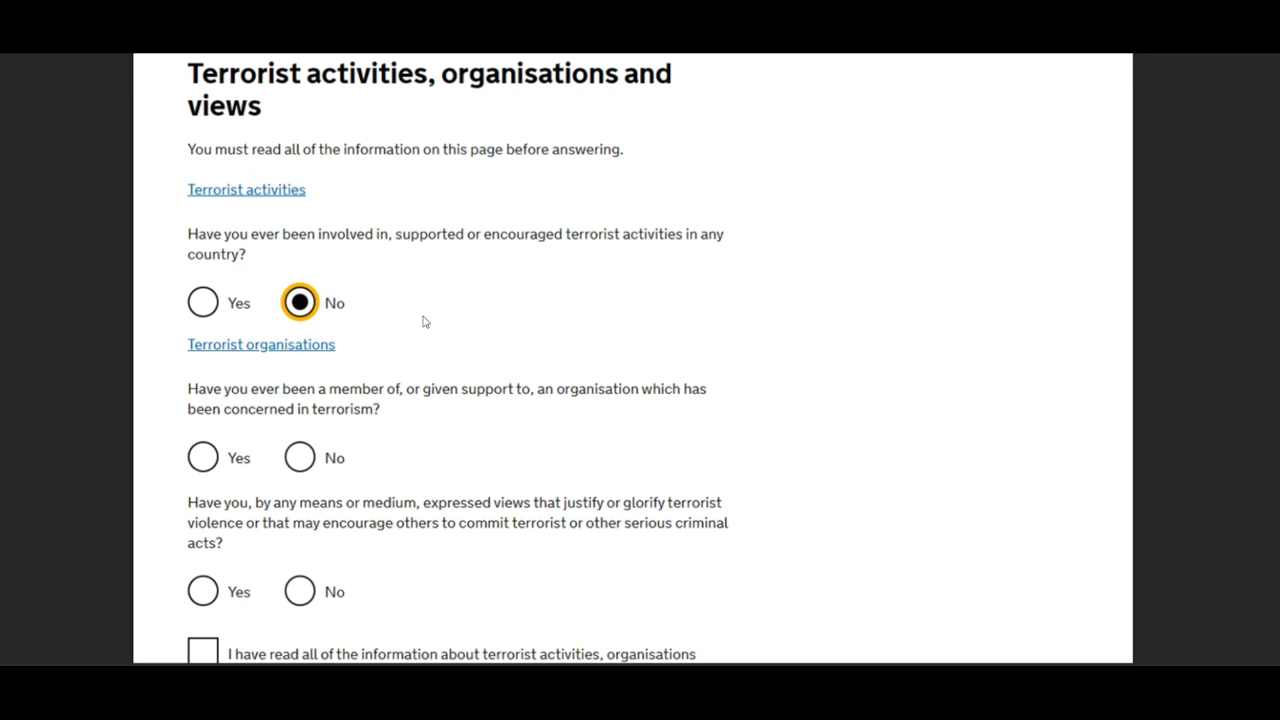 Terrorist activities, organisations and
views
You must read all of the information on this page before answering.
Terrorist activities
Have you ever been involved in, supported or encouraged terrorist activities in any
country?
Yes No
Terrorist organisations
Have you ever been a member of, or given support to, an organisation which has
been concerned in terrorism?
Yes No
Have you, by any means or medium, expressed views that justify or glorify terrorist
violence or that may encourage others to commit terrorist or other serious criminal
acts?
Yes No
I have read all of the information about terrorist activities, organisations